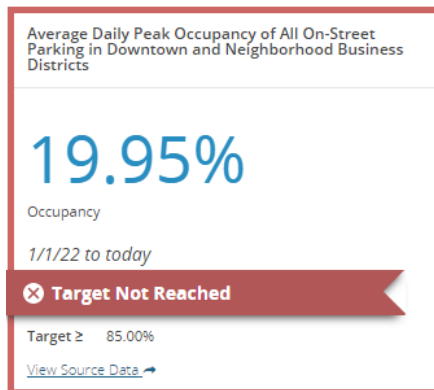 Average Daily Peak Occupancy of All On-Street
Parking in Downtown and Neighborhood Business
Districts
19.95%
Occupancy
1/1/22 to today
Target Not Reached
Target ≥ 85.00%
View Source Data